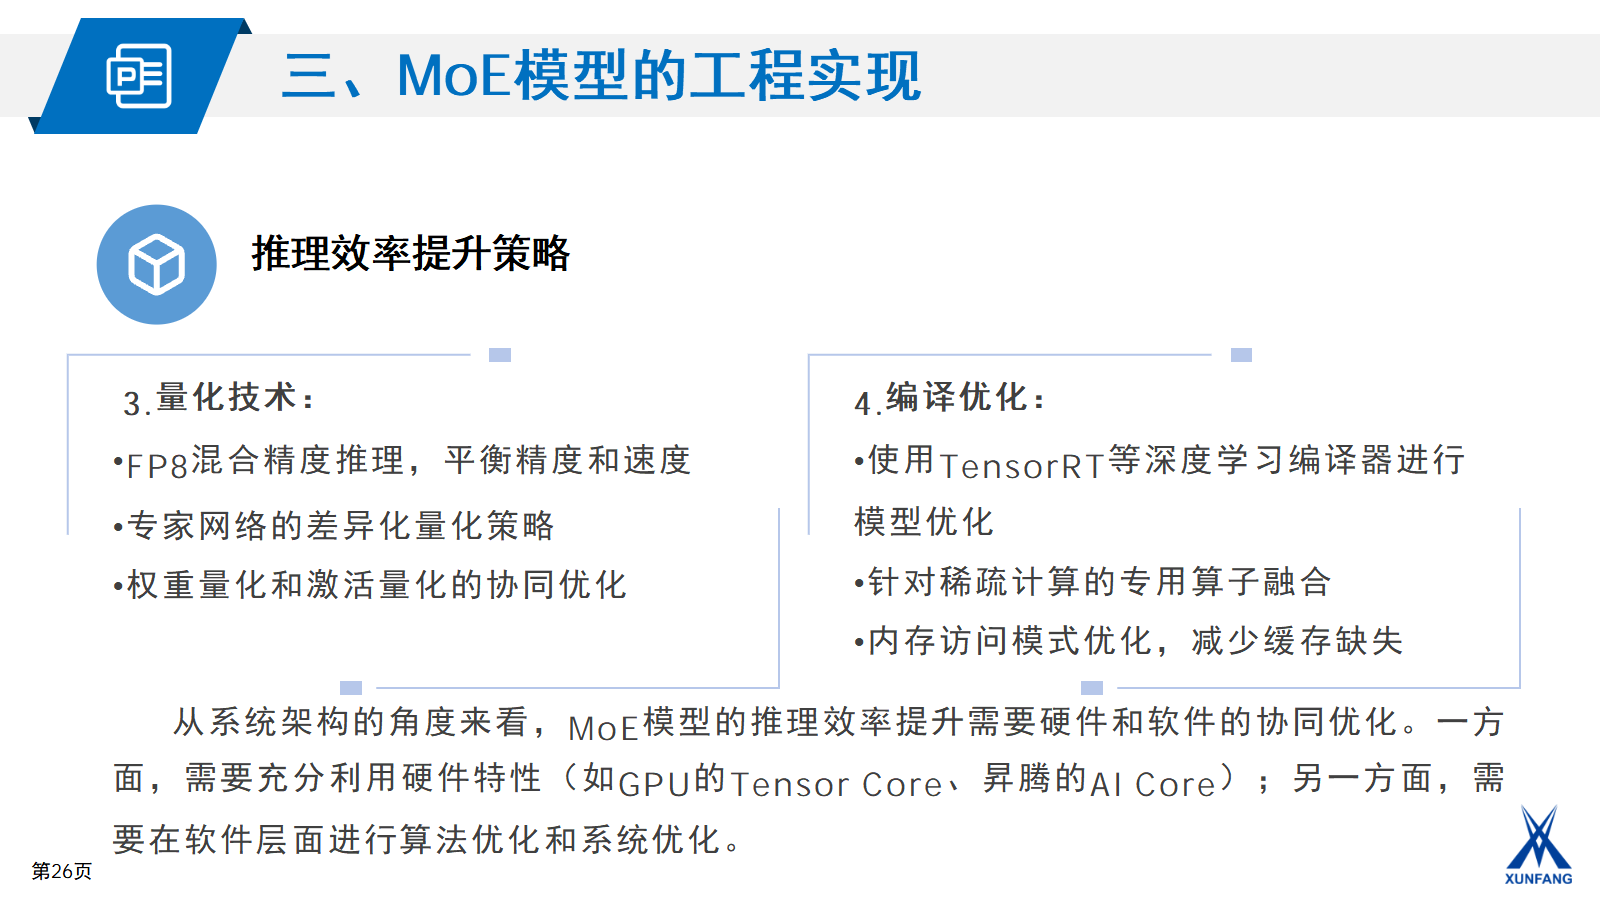 三、MoE模型的工程实现
推理效率提升策略
3.量化技术：
•FP8混合精度推理，平衡精度和速度
•专家网络的差异化量化策略
•权重量化和激活量化的协同优化
4.编译优化：
•使用TensorRT等深度学习编译器进行
模型优化
•针对稀疏计算的专用算子融合
•内存访问模式优化，减少缓存缺失
从系统架构的角度来看，MoE模型的推理效率提升需要硬件和软件的协同优化。一方
面，需要充分利用硬件特性（如GPU的Tensor Core、昇腾的AI Core）；另一方面，需
要在软件层面进行算法优化和系统优化。
第26页
XUNFANG